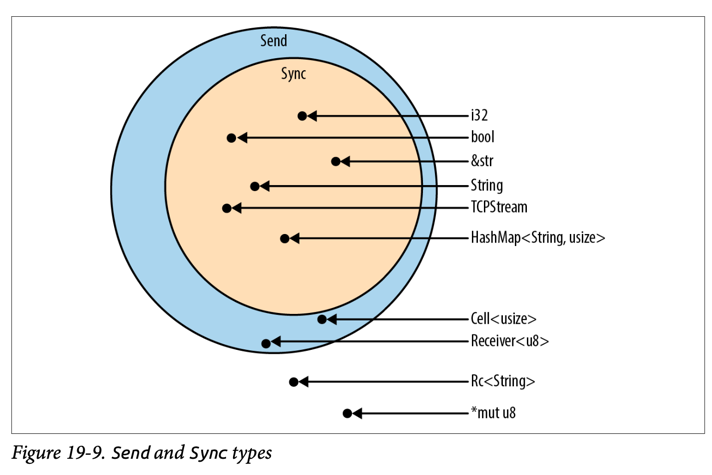 Send
Sync
i32
bool
&str
String
TCPStream
HashMap<String, usize>
Cell<usize>
Receiver<u8>
Rc<String>
*mut u8
Figure 19-9. Send and Sync types